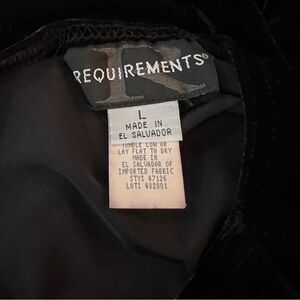 R
REQUIREMENTS®
L
MADE IN
EL SALVADOR
TUMBLE LOW OR
LAY FLAT TO DRY
MADE IN
EL SALVADOR OF
IMPORTED FABRIC
STY: 47126
LOT: 482801